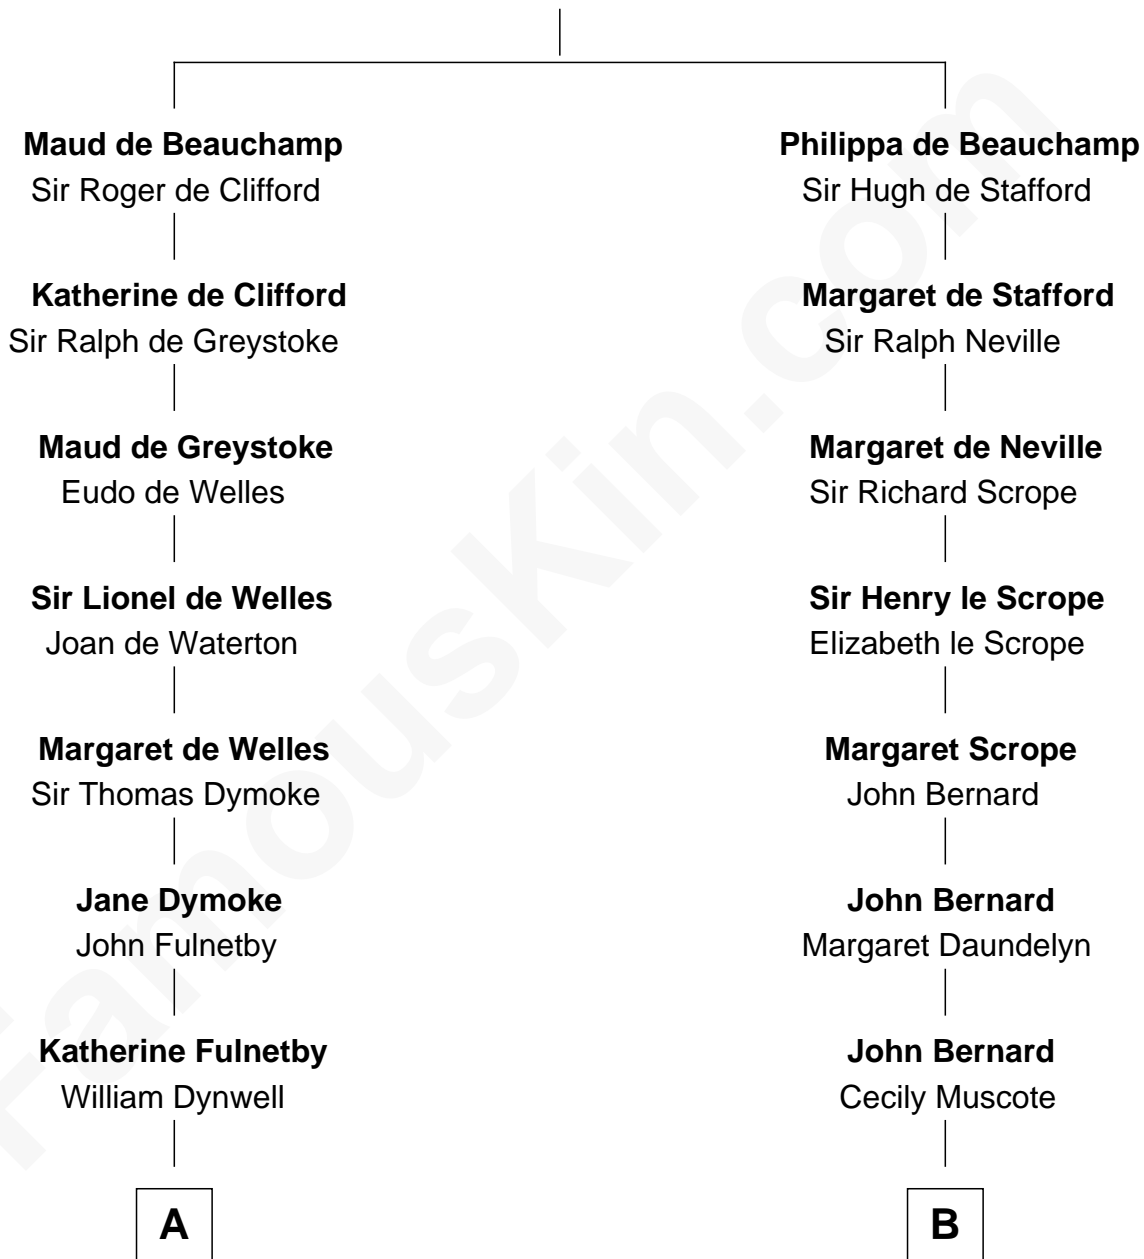 Maud de Beauchamp
Sir Roger de Clifford
Katherine de Clifford
Sir Ralph de Greystoke
Maud de Greystoke
Eudo de Welles
Sir Lionel de Welles
Joan de Waterton
Margaret de Welles
Sir Thomas Dymoke
Jane Dymoke
John Fulnetby
Katherine Fulnetby
William Dynwell
A
Philippa de Beauchamp
Sir Hugh de Stafford
Margaret de Stafford
Sir Ralph Neville
Margaret de Neville
Sir Richard Scrope
Sir Henry le Scrope
Elizabeth le Scrope
Margaret Scrope
John Bernard
John Bernard
Margaret Daundelyn
John Bernard
Cecily Muscote
B
FamousKin.com